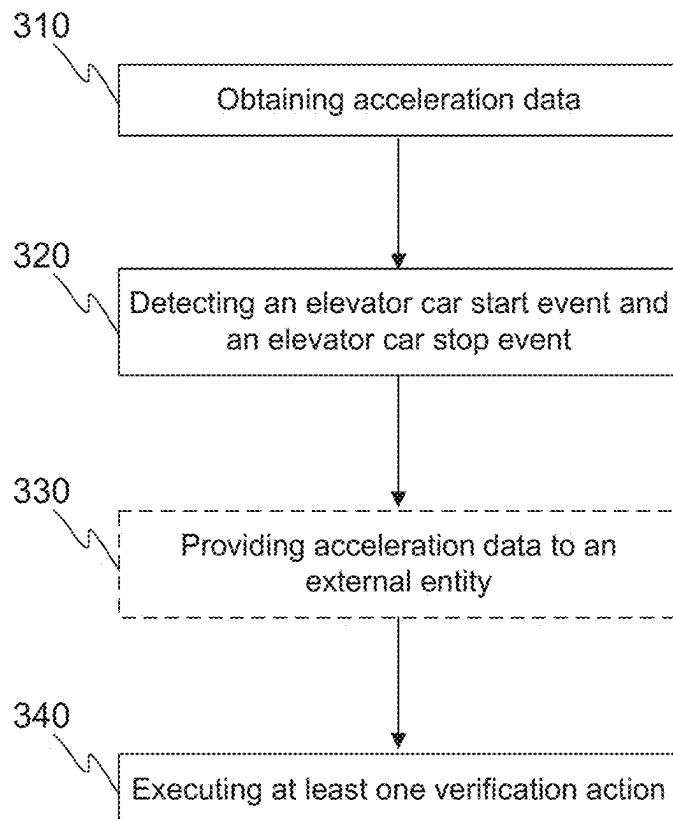 310
Obtaining acceleration data
320
Detecting an elevator car start event and
an elevator car stop event
330
Providing acceleration data to an
external entity
340
Executing at least one verification action